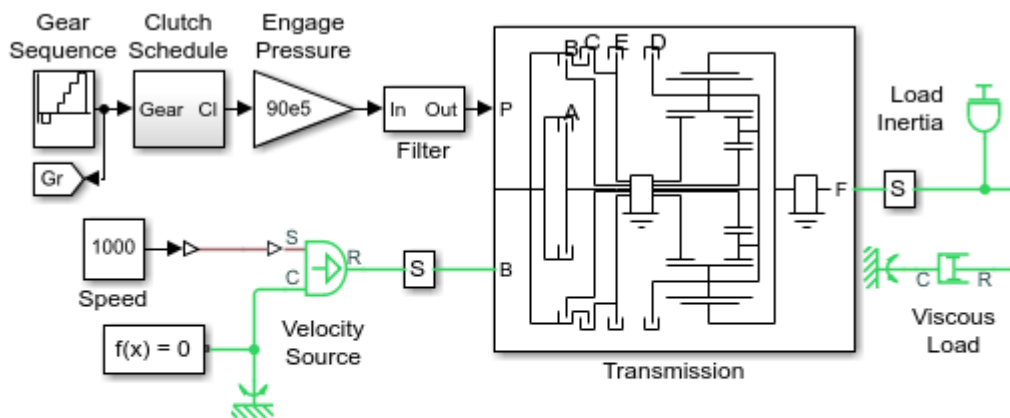 Gear
Sequence
Clutch
Schedule
Engage
Pressure
Gear Cl
90e5
In Out
Filter
Gr
P
B C E D
A
F
B
Load
Inertia
S
1000
Speed
S
C
R
S
Velocity
Source
f(x) = 0
Transmission
C R
Viscous
Load